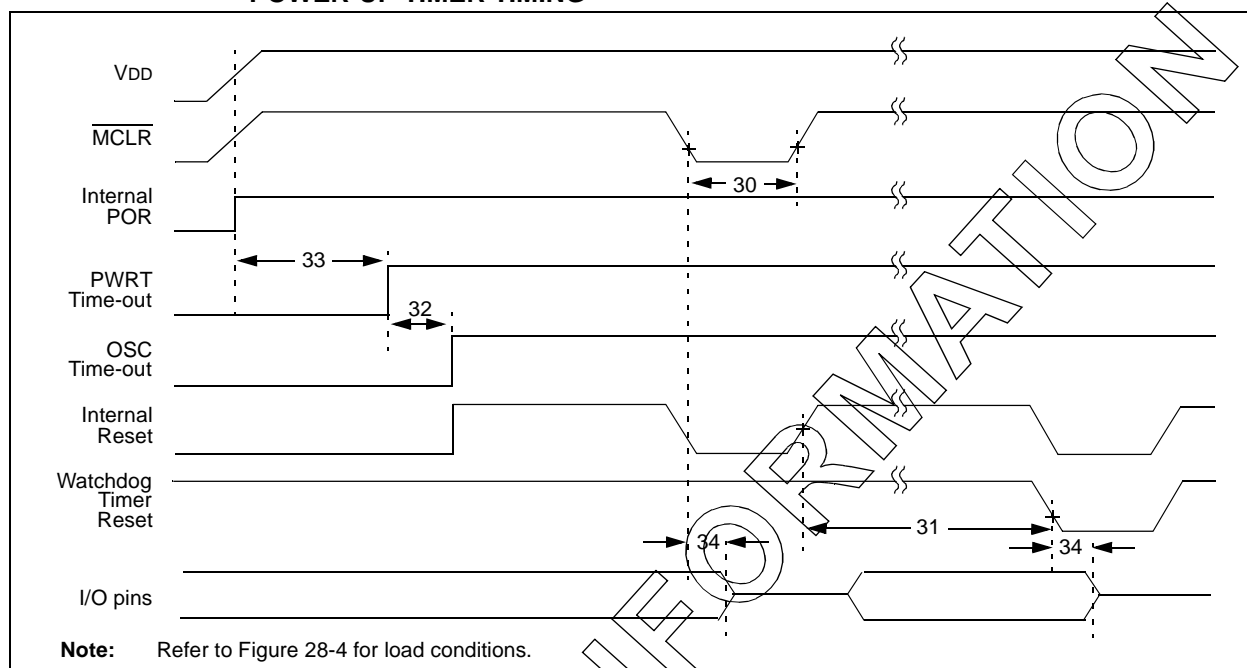 POWER-UP TIMER TIMING
VDD
MCLR
30
Internal
POR
33
PWRT
Time-out
32
OSC
Time-out
Internal
Reset
Watchdog
Timer
Reset
31
34
34
I/O pins
Note: Refer to Figure 28-4 for load conditions.
FORMATION